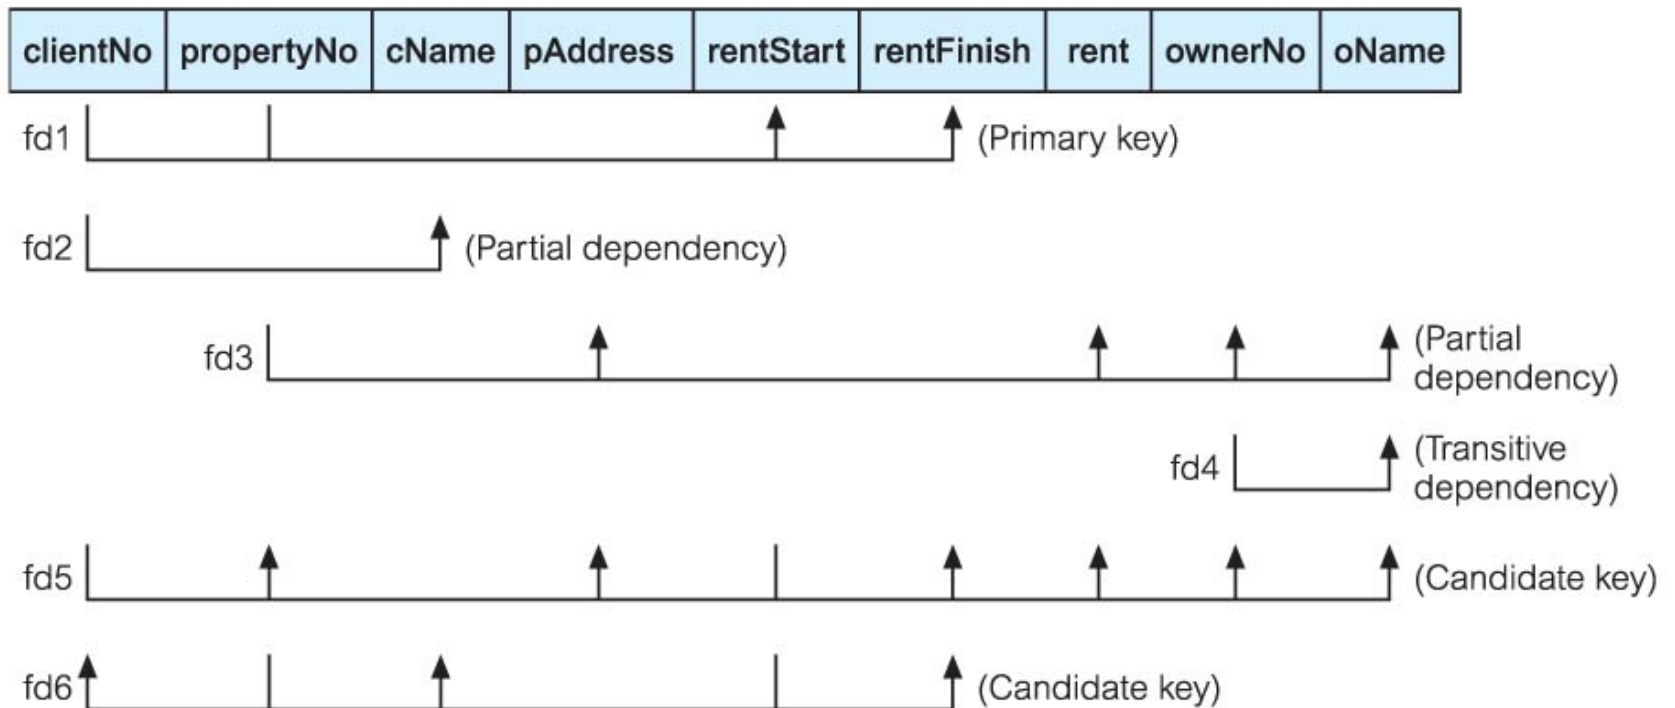 clientNo propertyNo cName pAddress rentStart rentFinish rent ownerNo oName
fd1 (Primary key)
fd2 (Partial dependency)
fd3 (Partial
dependency)
fd4 (Transitive
dependency)
fd5 (Candidate key)
fd6 (Candidate key)